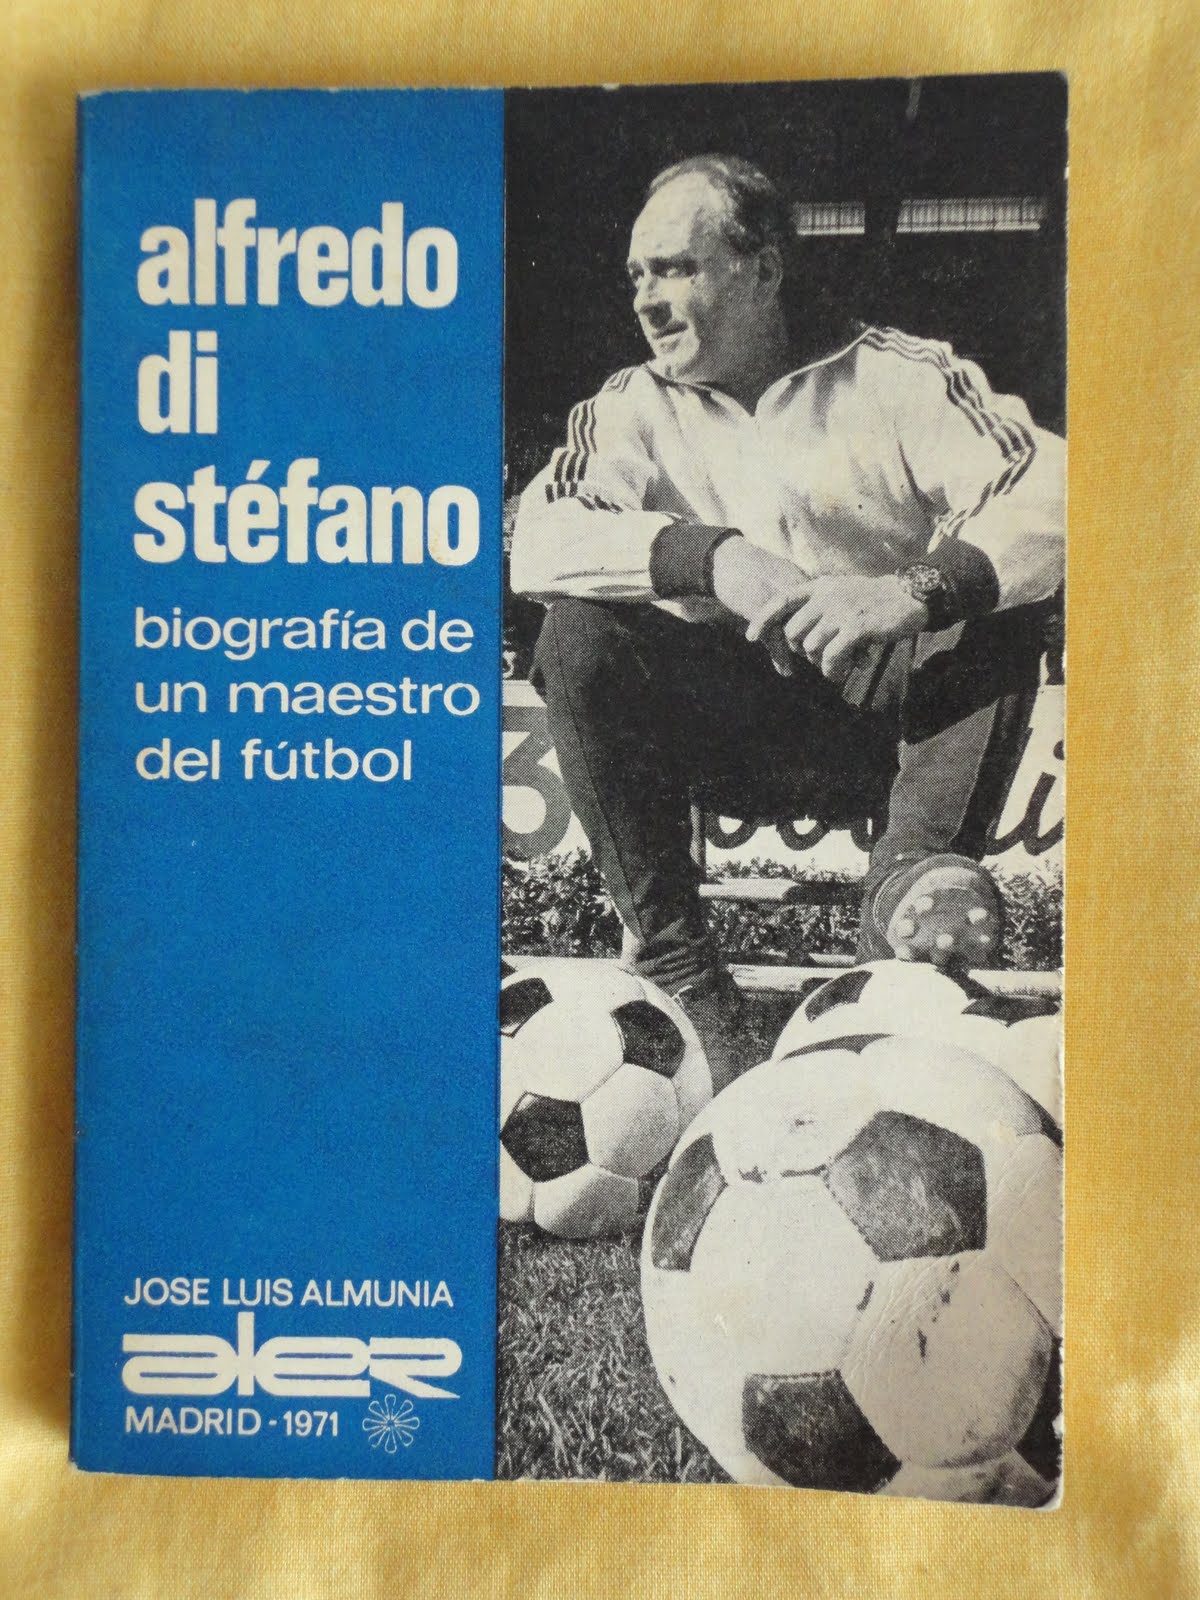 alfredo
di
stéfano
biografía de
un maestro
del fútbol
JOSE LUIS ALMUNIA
aler
MADRID - 1971